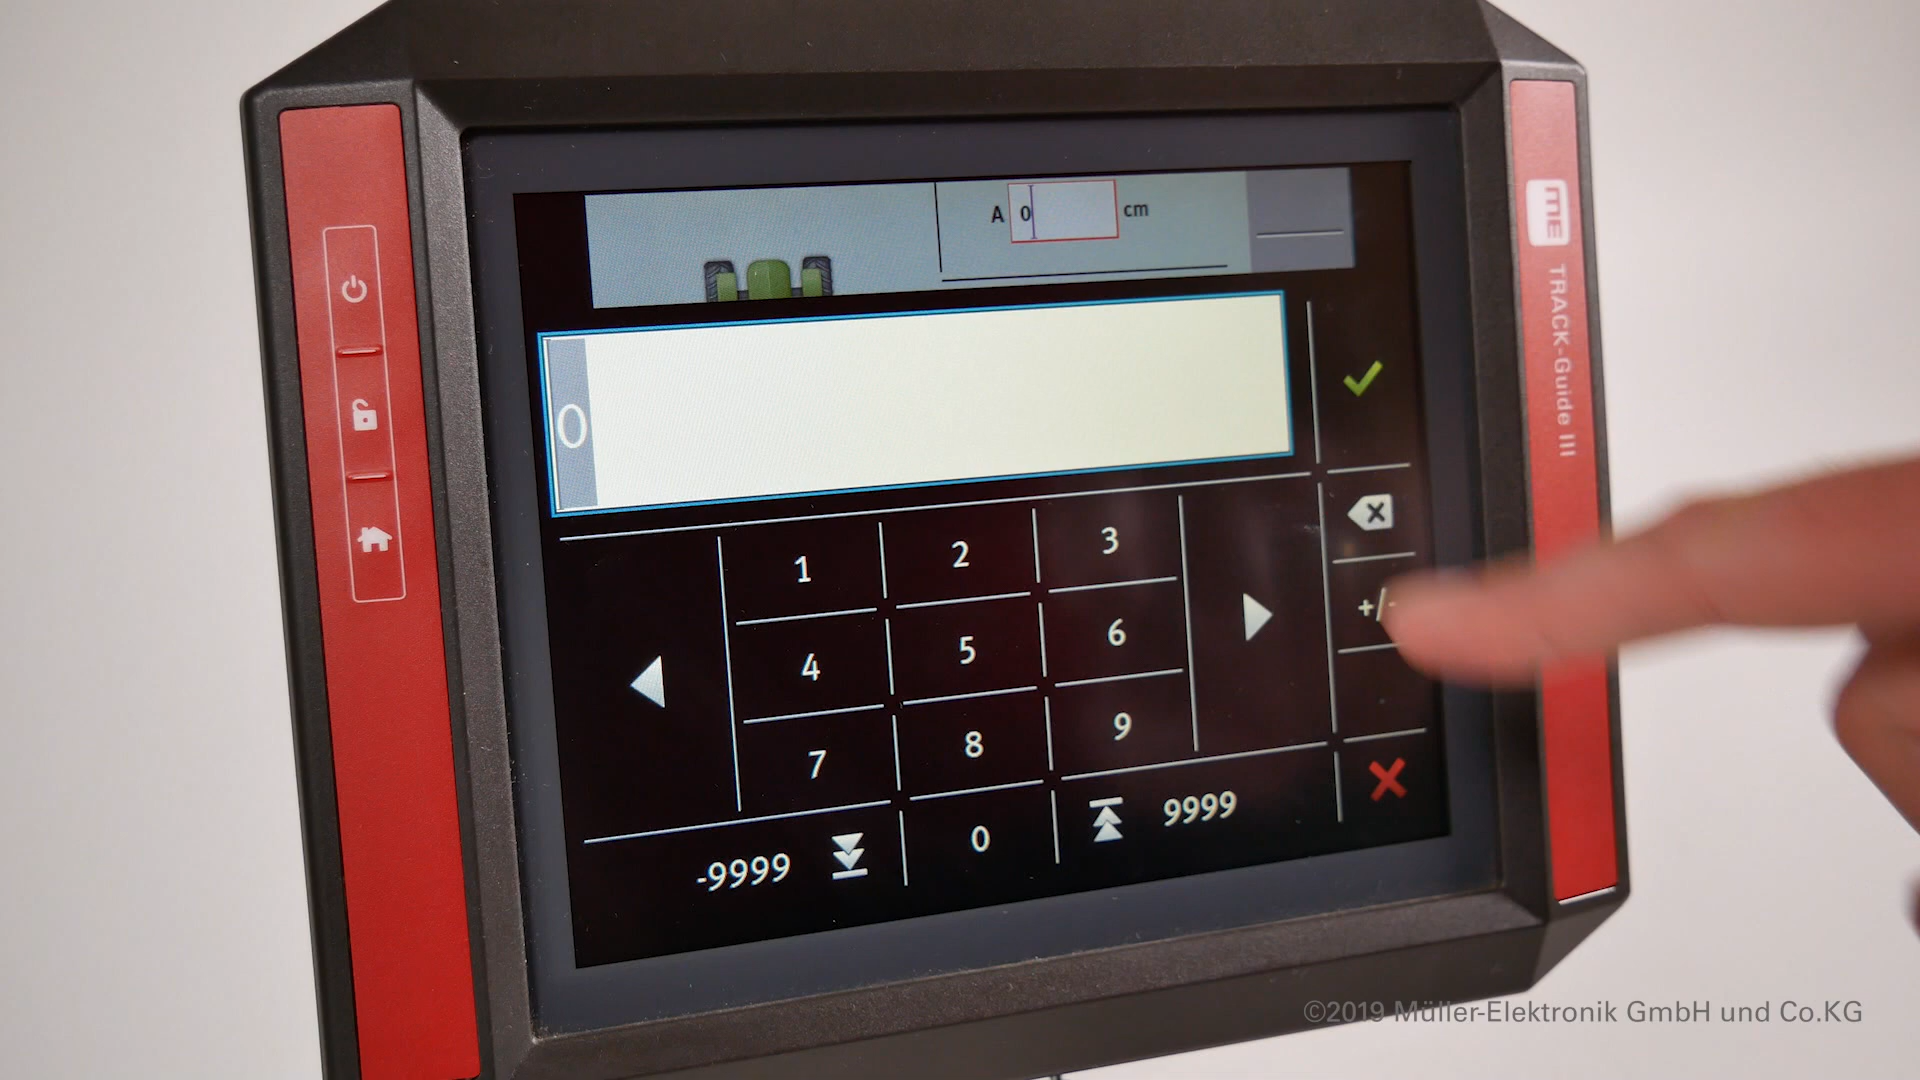 A 0 cm
0
1 2 3
+/-
4 5 6
7 8 9
-9999 0 9999
ME
TRACK-Guide III
©2019 Müller-Elektronik GmbH und Co.KG